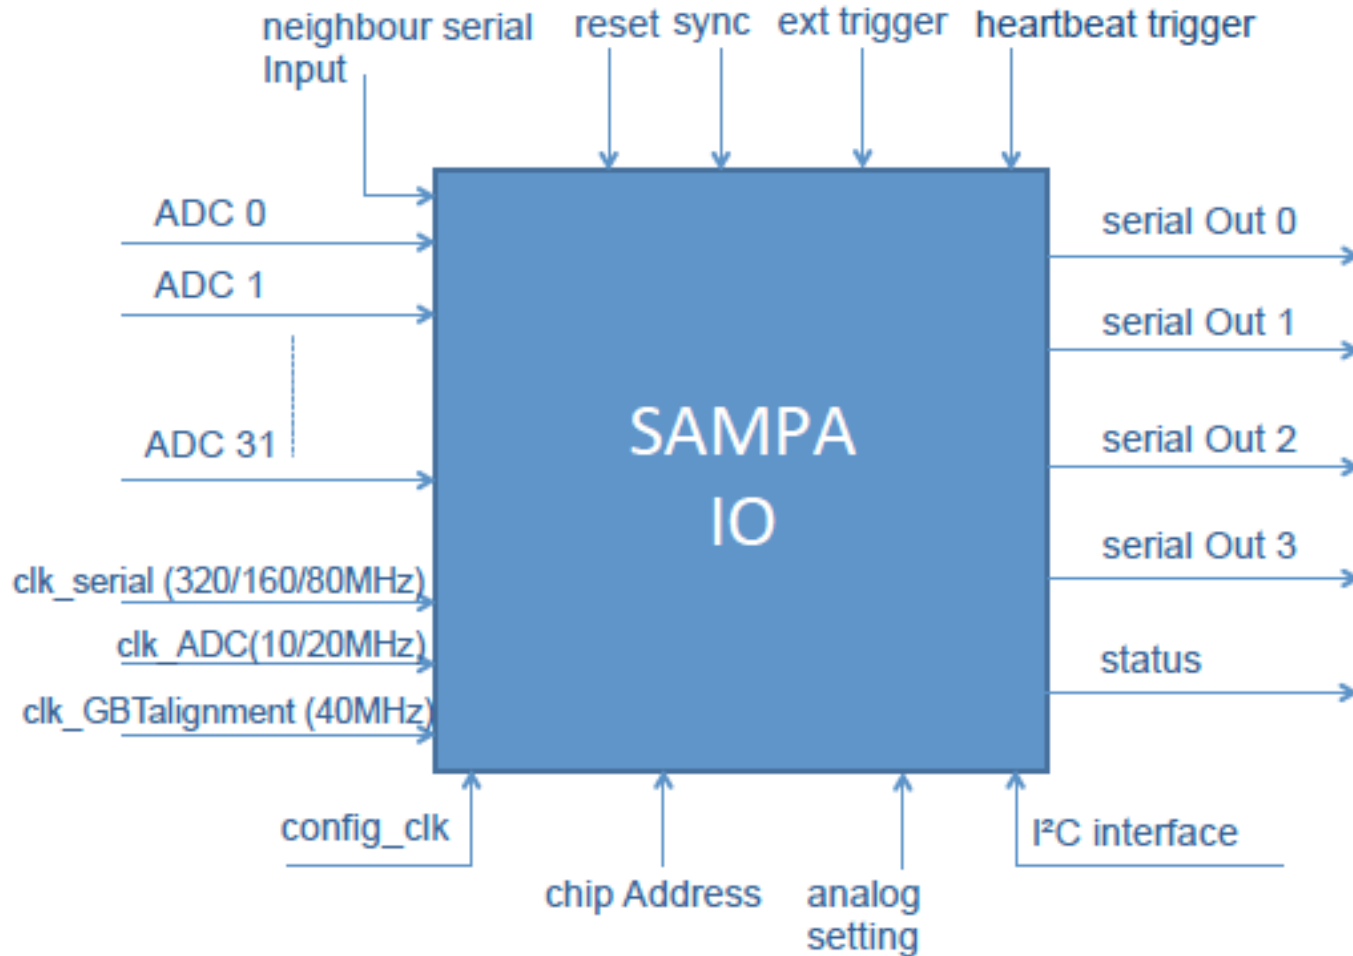 neighbour serial
Input
reset
sync
ext trigger
heartbeat trigger
ADC 0
ADC 1
ADC 31
clk_serial (320/160/80MHz)
clk_ADC(10/20MHz)
clk_GBTalignment (40MHz)
SAMPA
IO
serial Out 0
serial Out 1
serial Out 2
serial Out 3
status
config_clk
chip Address
analog
setting
I²C interface